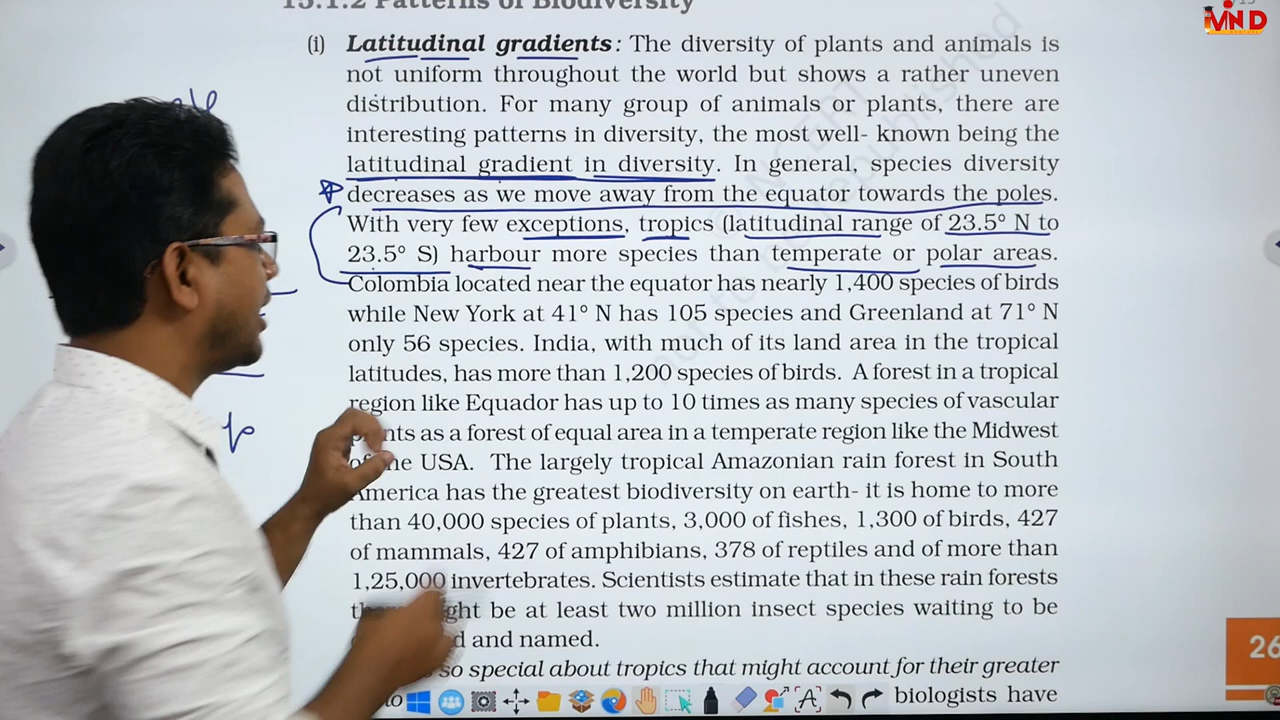 15.1.2 Patterns of Biodiversity
(i) Latitudinal gradients: The diversity of plants and animals is
not uniform throughout the world but shows a rather uneven
distribution. For many group of animals or plants, there are
interesting patterns in diversity, the most well- known being the
latitudinal gradient in diversity. In general, species diversity
decreases as we move away from the equator towards the poles.
With very few exceptions, tropics (latitudinal range of 23.5° N to
23.5° S) harbour more species than temperate or polar areas.
Colombia located near the equator has nearly 1,400 species of birds
while New York at 41° N has 105 species and Greenland at 71° N
only 56 species. India, with much of its land area in the tropical
latitudes, has more than 1,200 species of birds. A forest in a tropical
region like Equador has up to 10 times as many species of vascular
plants as a forest of equal area in a temperate region like the Midwest
of the USA. The largely tropical Amazonian rain forest in South
America has the greatest biodiversity on earth- it is home to more
than 40,000 species of plants, 3,000 of fishes, 1,300 of birds, 427
of mammals, 427 of amphibians, 378 of reptiles and of more than
1,25,000 invertebrates. Scientists estimate that in these rain forests
might be at least two million insect species waiting to be
and named.
so special about tropics that might account for their greater
biologists have
26